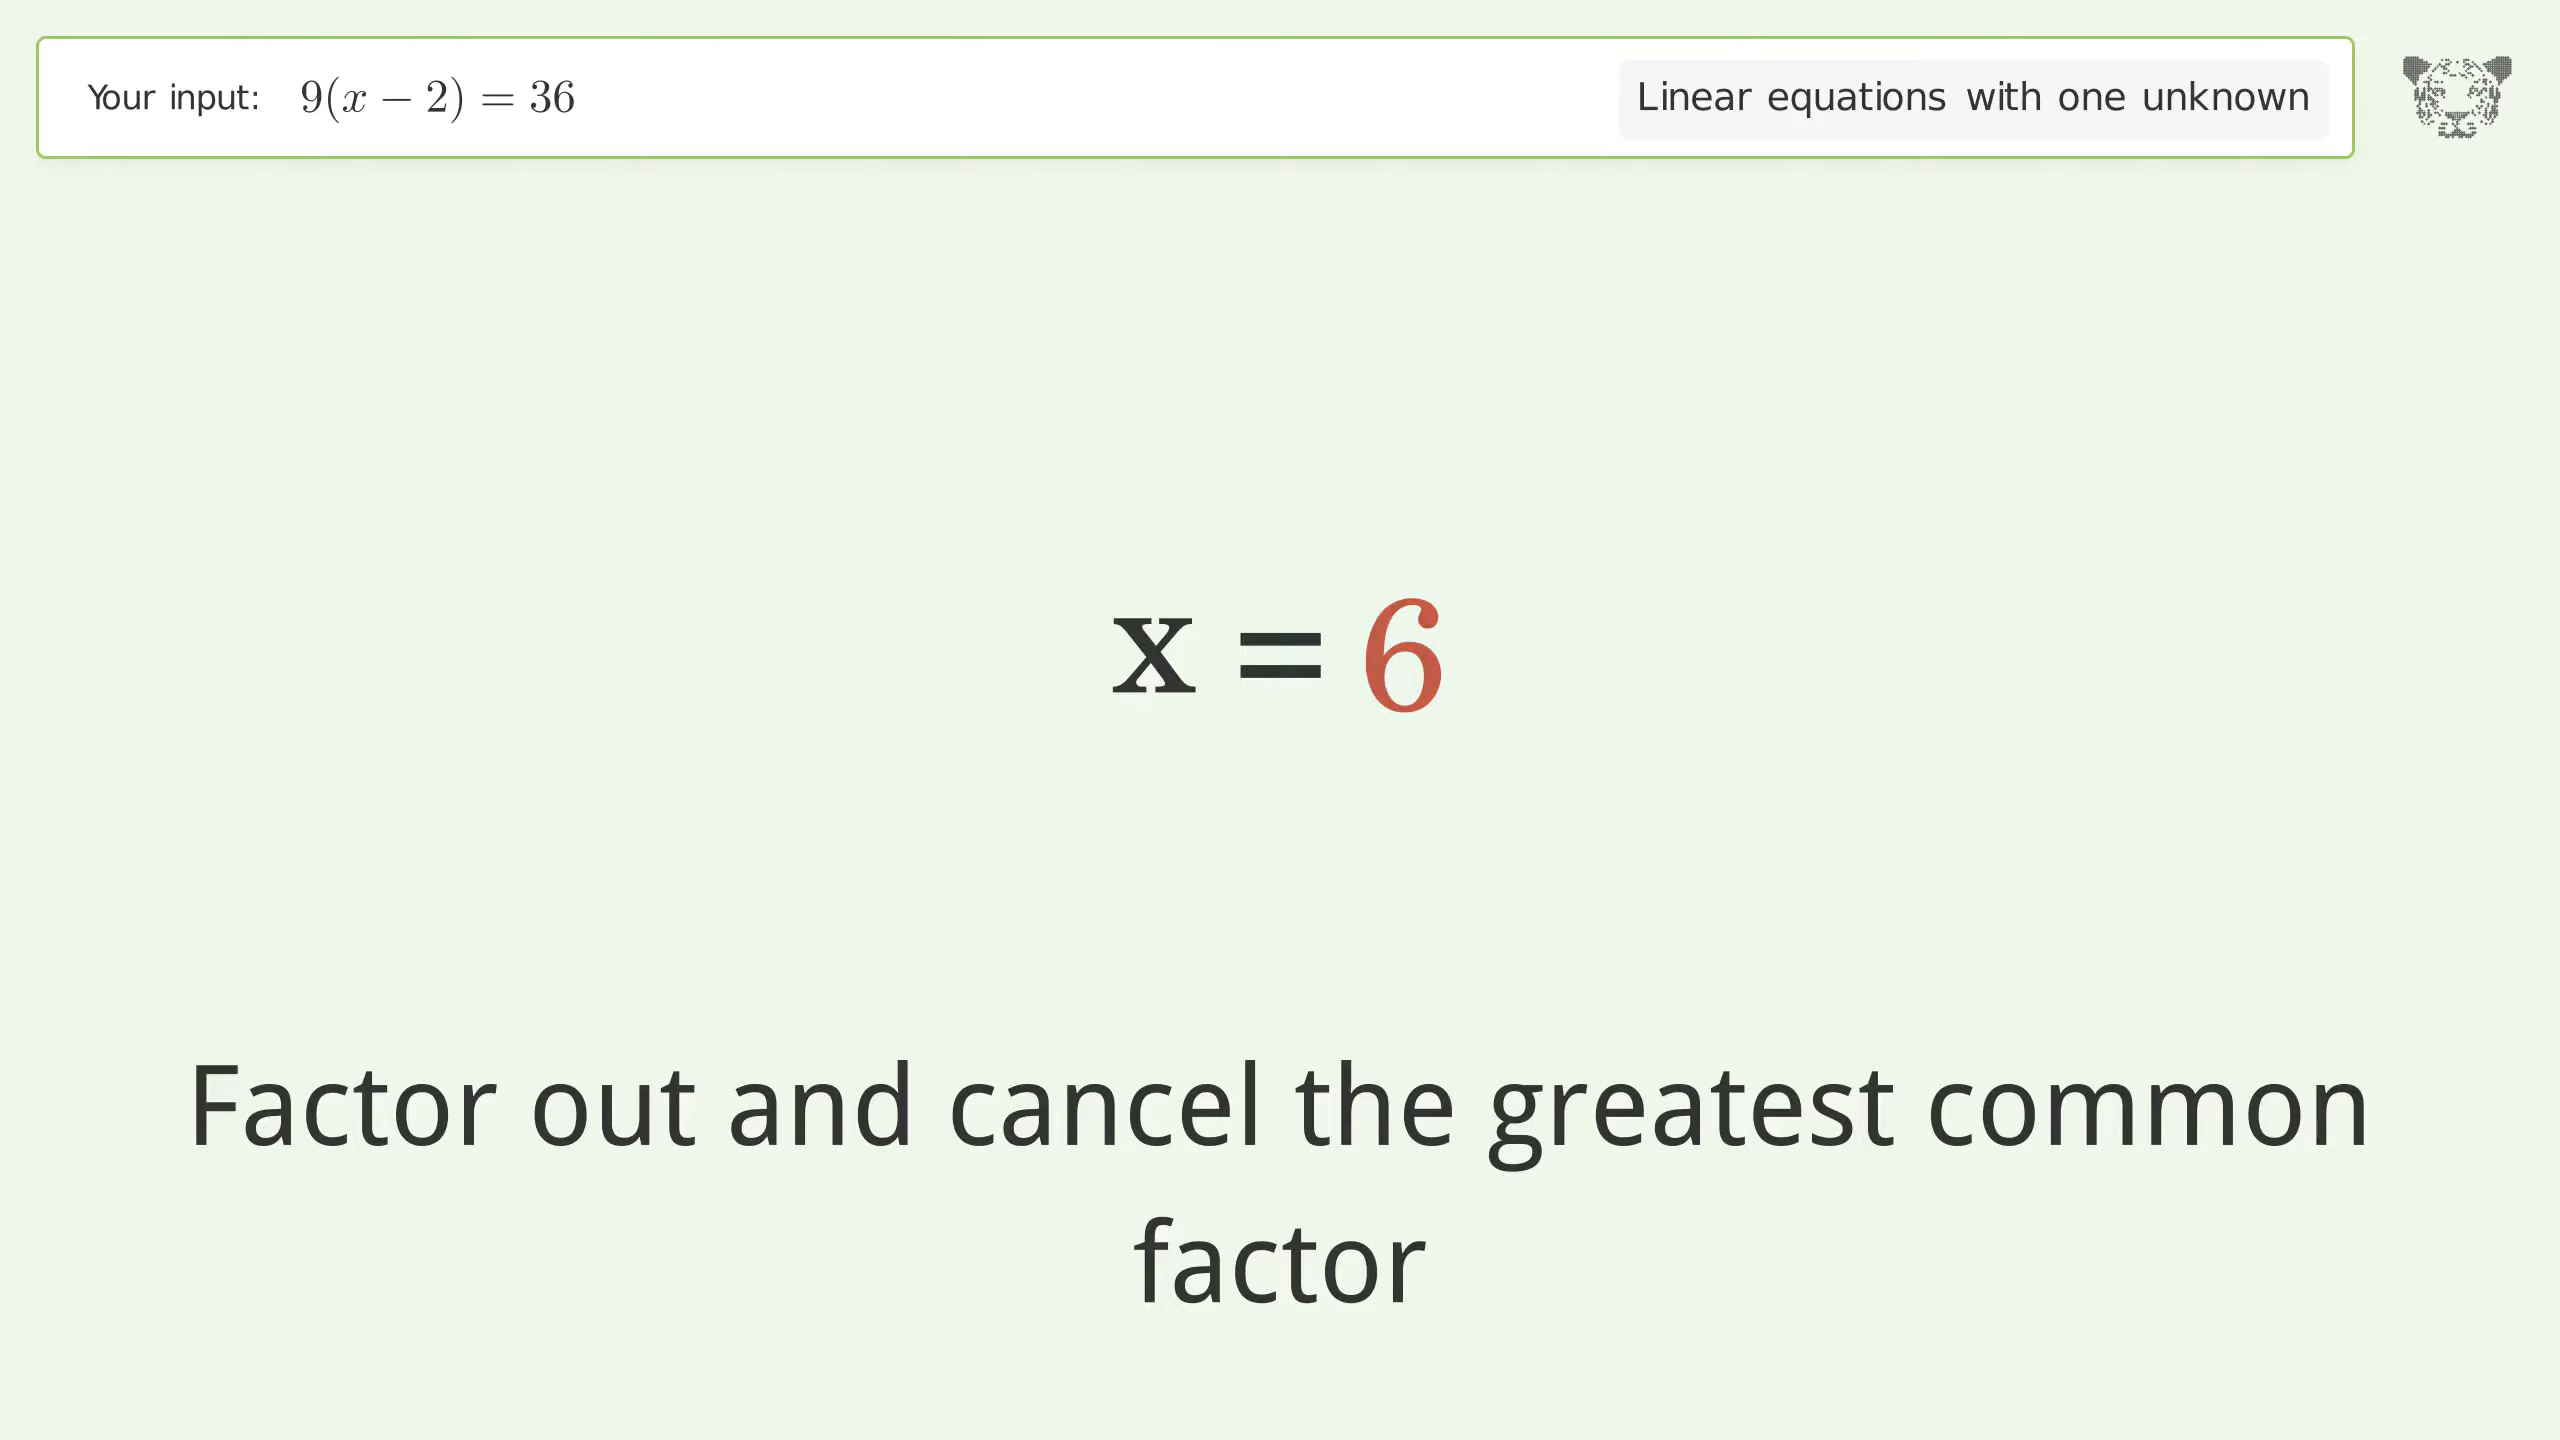 Your input: 9(x − 2) = 36
Linear equations with one unknown
x = 6
Factor out and cancel the greatest common
factor